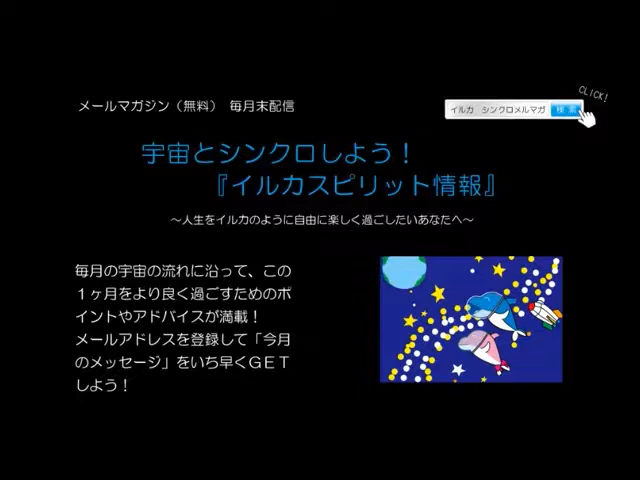 メールマガジン（無料） 毎月末配信
イルカ シンクロメルマガ 検索
CLICK!
宇宙とシンクロしよう！
『イルカスピリット情報』
～人生をイルカのように自由に楽しく過ごしたいあなたへ～
毎月の宇宙の流れに沿って、この
１ヶ月をより良く過ごすためのポ
イントやアドバイスが満載！
メールアドレスを登録して「今月
のメッセージ」をいち早くＧＥＴ
しよう！